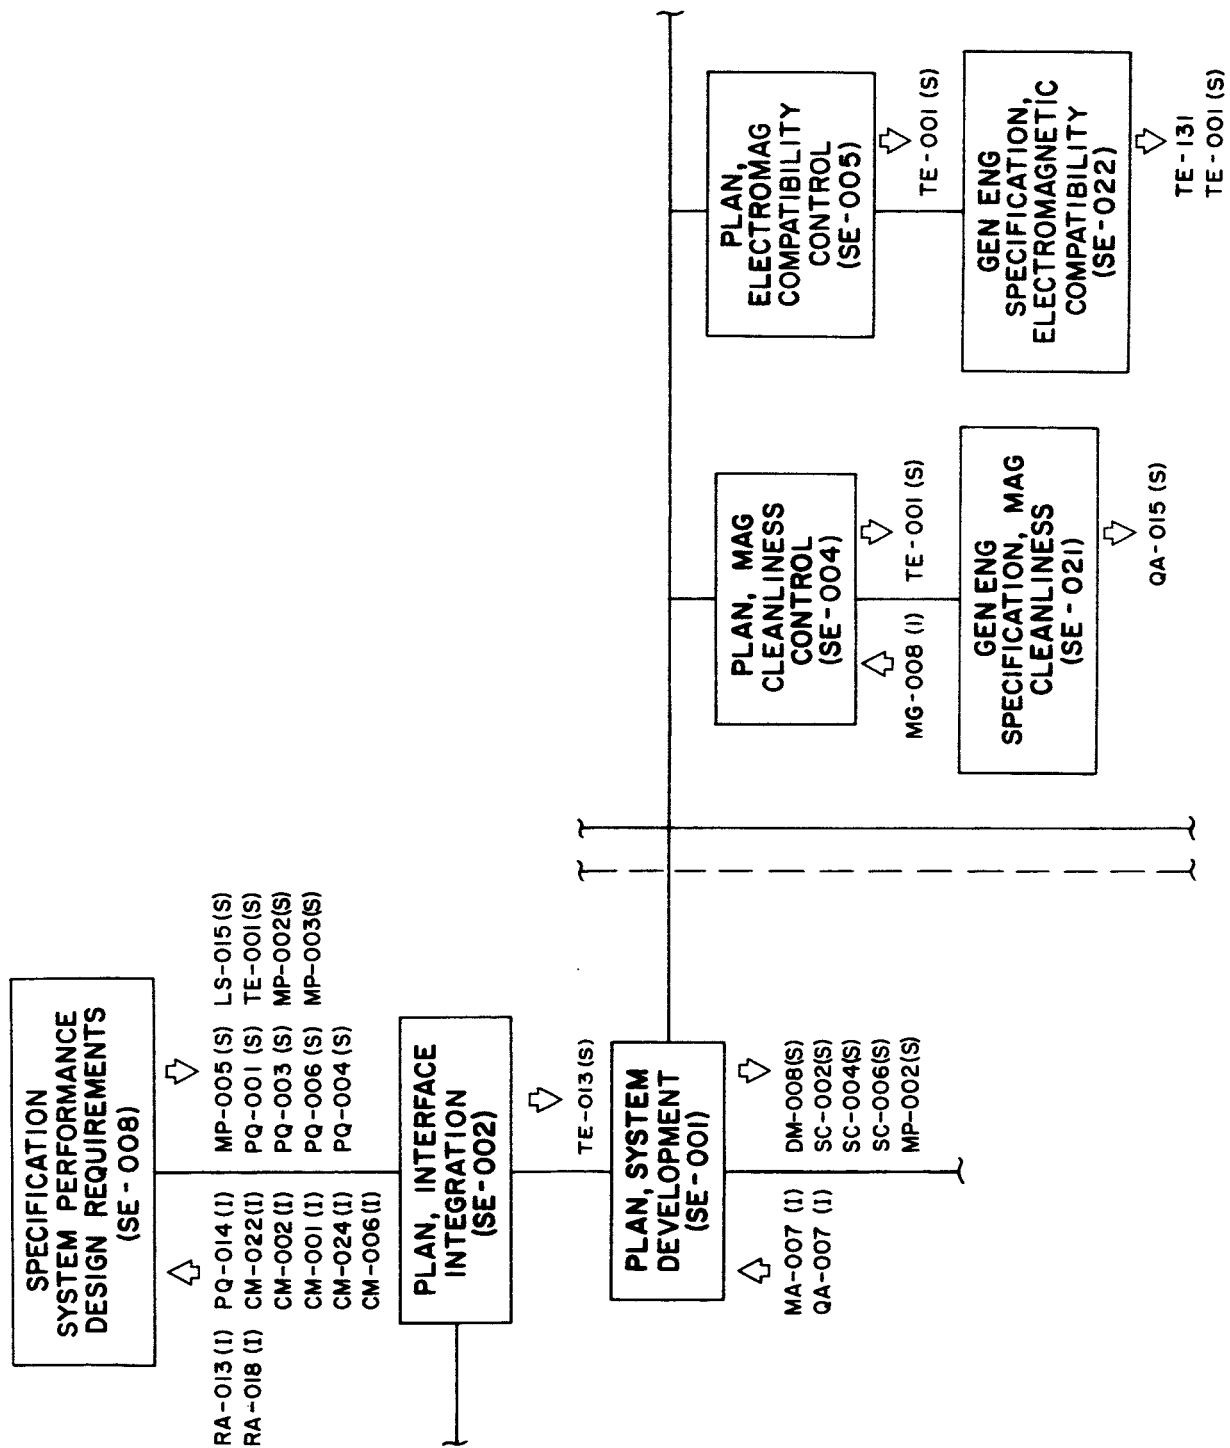 SPECIFICATION
SYSTEM PERFORMANCE
DESIGN REQUIREMENTS
(SE-008)
RA-013 (I) PQ-014 (I) MP-005 (S) LS-015 (S)
RA-018 (I) CM-022 (I) PQ-001 (S) TE-001 (S)
CM-002 (I) PQ-003 (S) MP-002 (S)
CM-001 (I) PQ-006 (S) MP-003 (S)
CM-024 (I) PQ-004 (S)
CM-006 (I)
PLAN, INTERFACE
INTEGRATION
(SE-002)
TE-013 (S)
PLAN, SYSTEM
DEVELOPMENT
(SE-001)
MA-007 (I) DM-008 (S)
QA-007 (I) SC-002 (S)
SC-004 (S)
SC-006 (S)
MP-002 (S)
PLAN, MAG
CLEANLINESS
CONTROL
(SE-004)
MG-008 (I) TE-001 (S)
GEN ENG
SPECIFICATION, MAG
CLEANLINESS
(SE-021)
QA-015 (S)
PLAN,
ELECTROMAG
COMPATIBILITY
CONTROL
(SE-005)
TE-001 (S)
GEN ENG
SPECIFICATION,
ELECTROMAGNETIC
COMPATIBILITY
(SE-022)
TE-131
TE-001 (S)